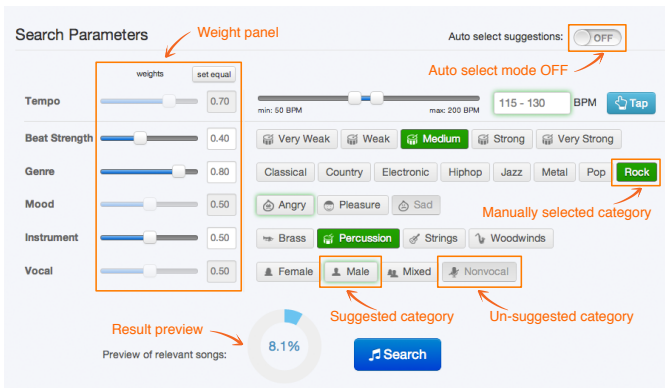 Search Parameters
Weight panel
Auto select suggestions: OFF
Auto select mode OFF
weights set equal
Tempo 0.70 min: 50 BPM max: 200 BPM 115 - 130 BPM Tap
Beat Strength 0.40 Very Weak Weak Medium Strong Very Strong
Genre 0.80 Classical Country Electronic Hiphop Jazz Metal Pop Rock
Manually selected category
Mood 0.50 Angry Pleasure Sad
Instrument 0.50 Brass Percussion Strings Woodwinds
Vocal 0.50 Female Male Mixed Nonvocal
Suggested category
Un-suggested category
Result preview
Preview of relevant songs: 8.1% Search